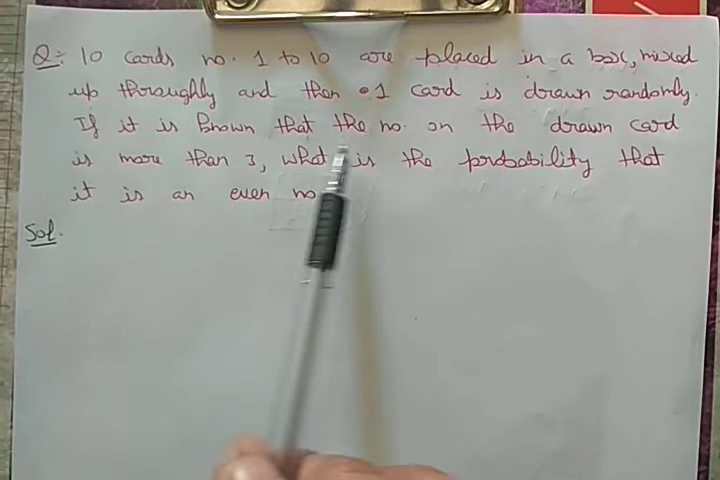 Q:- 10 cards no. 1 to 10 are placed in a box, mixed
up thoroughly and then 1 card is drawn randomly.
If it is known that the no. on the drawn card
is more than 3, what is the probability that
it is an even no
Sol.